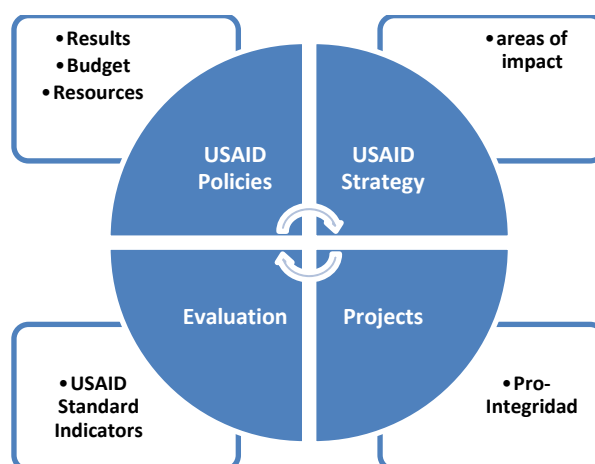 •Results
•Budget
•Resources
•areas of
impact
USAID
Policies
USAID
Strategy
Evaluation
Projects
•USAID
Standard
Indicators
•Pro-
Integridad